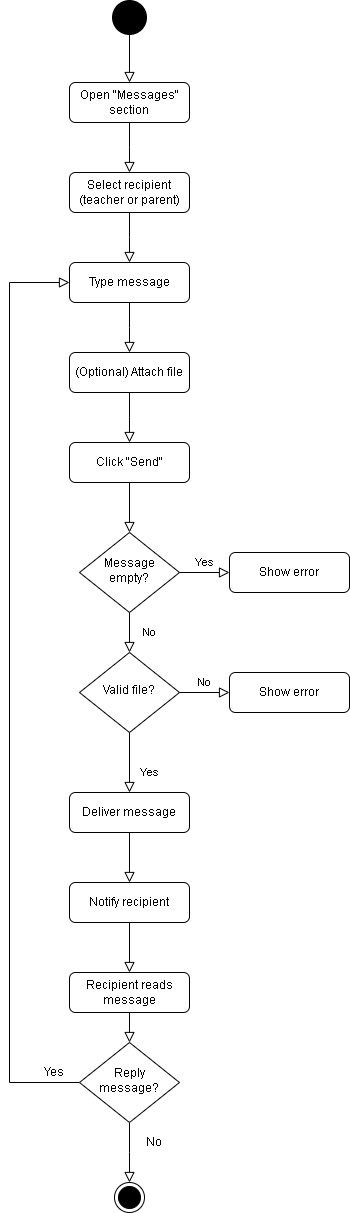 Open "Messages"
section
Select recipient
(teacher or parent)
Type message
(Optional) Attach file
Click "Send"
Message
empty?
Yes
Show error
No
Valid file?
No
Show error
Yes
Deliver message
Notify recipient
Recipient reads
message
Reply
message?
Yes
No